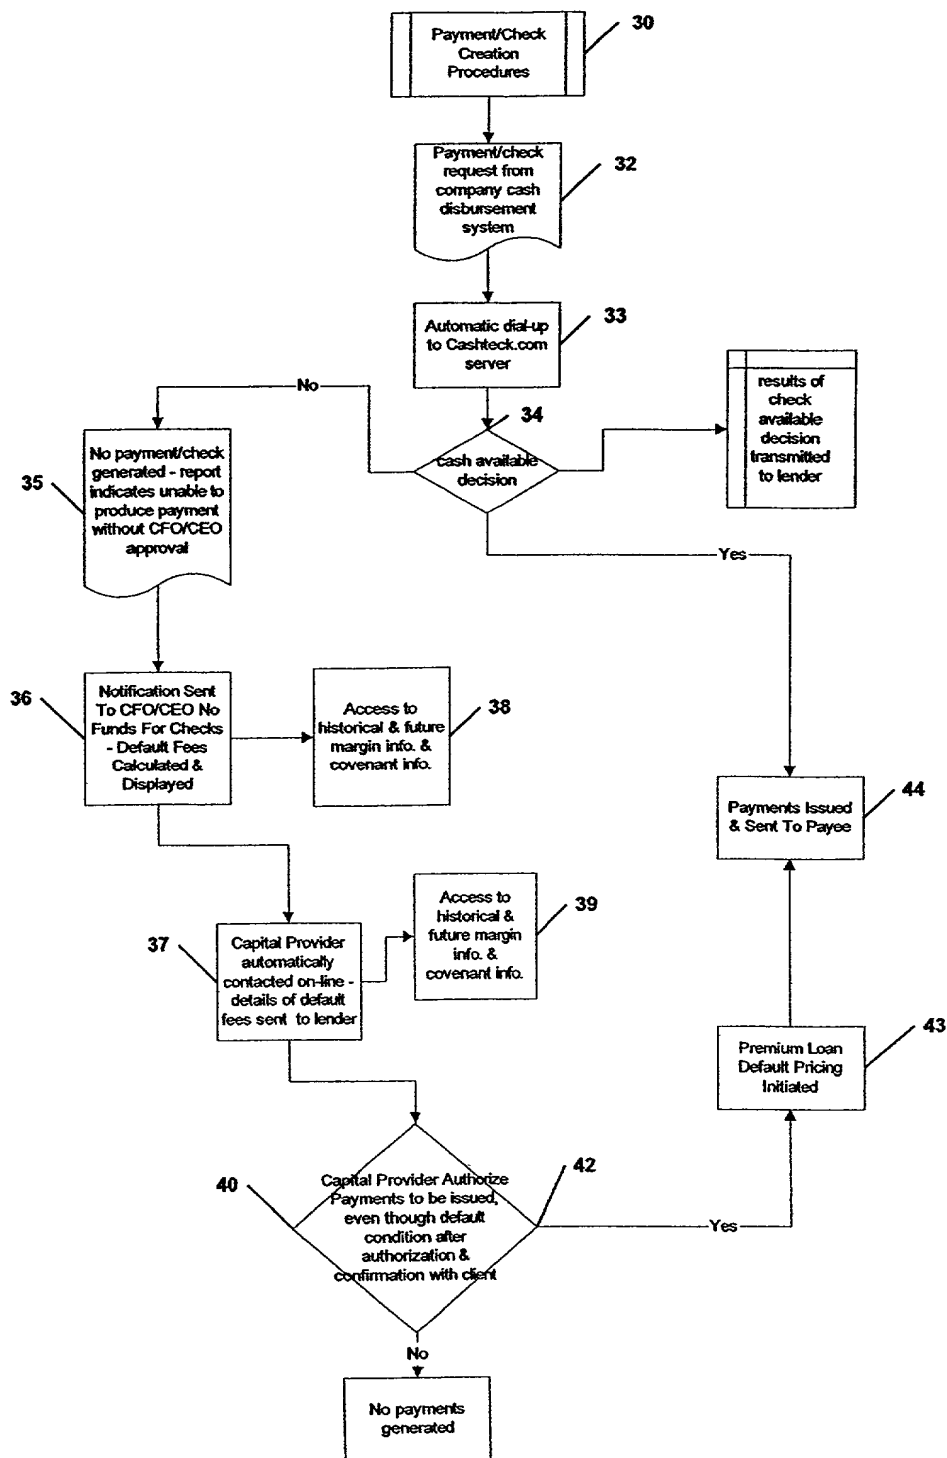 Payment/Check
Creation
Procedures
30
Payment/check
request from
company cash
disbursement
system
32
Automatic dial-up
to Cashteck.com
server
33
No
34
cash available
decision
results of
check
available
decision
transmitted
to lender
Yes
35
No payment/check
generated - report
indicates unable to
produce payment
without CFO/CEO
approval
36
Notification Sent
To CFO/CEO No
Funds For Checks
- Default Fees
Calculated &
Displayed
Access to
historical & future
margin info. &
covenant info.
38
Payments Issued
& Sent To Payee
44
37
Capital Provider
automatically
contacted on-line -
details of default
fees sent to lender
Access to
historical &
future margin
info. &
covenant info.
39
Premium Loan
Default Pricing
Initiated
43
40
Capital Provider Authorize
Payments to be issued,
even though default
condition after
authorization &
confirmation with client
42
Yes
No
No payments
generated